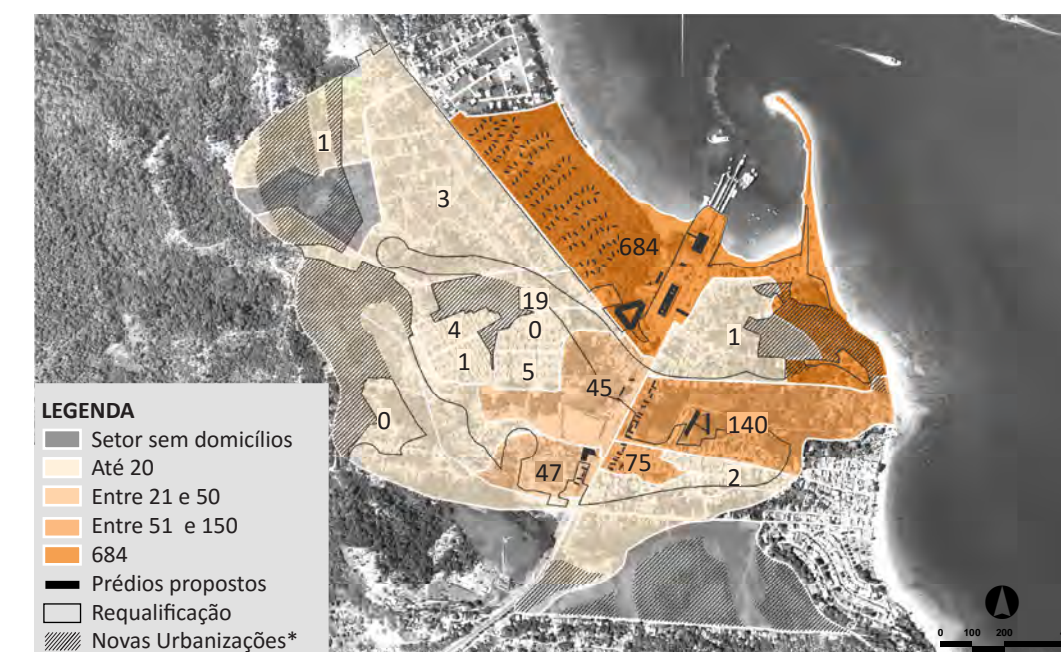 1
3
684
19
4
0
1
1
5
45
0
140
47
75
2
LEGENDA
Setor sem domicílios
Até 20
Entre 21 e 50
Entre 51 e 150
684
Prédios propostos
Requalificação
Novas Urbanizações*
0 100 200